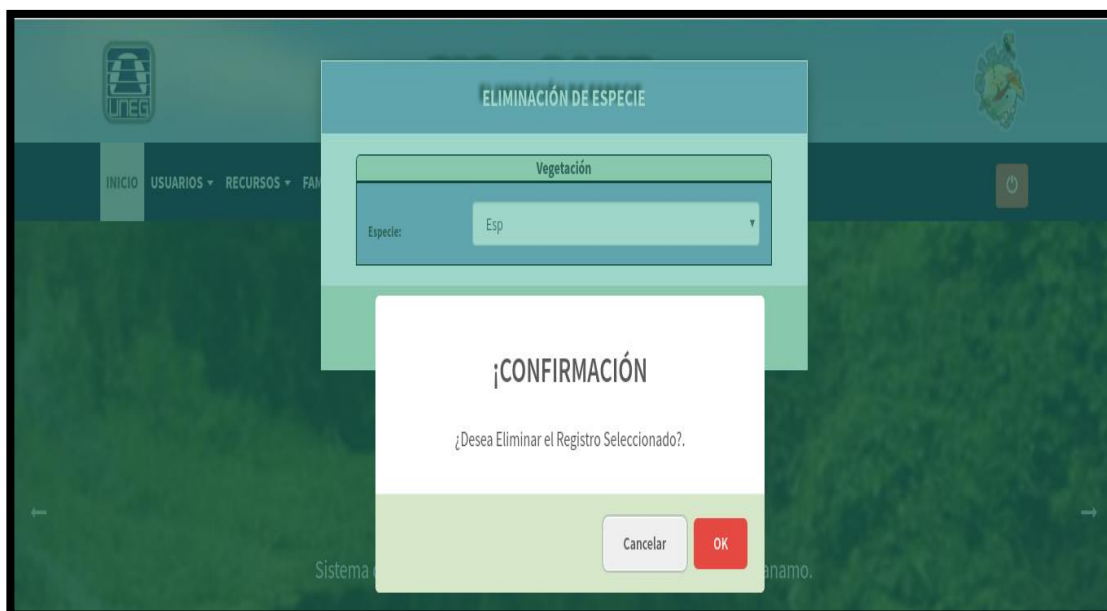 UNEG
ELIMINACIÓN DE ESPECIE
INICIO USUARIOS RECURSOS
Vegetación
Especie:
Esp
¡CONFIRMACIÓN
¿Desea Eliminar el Registro Seleccionado?.
Cancelar
OK
Sistema